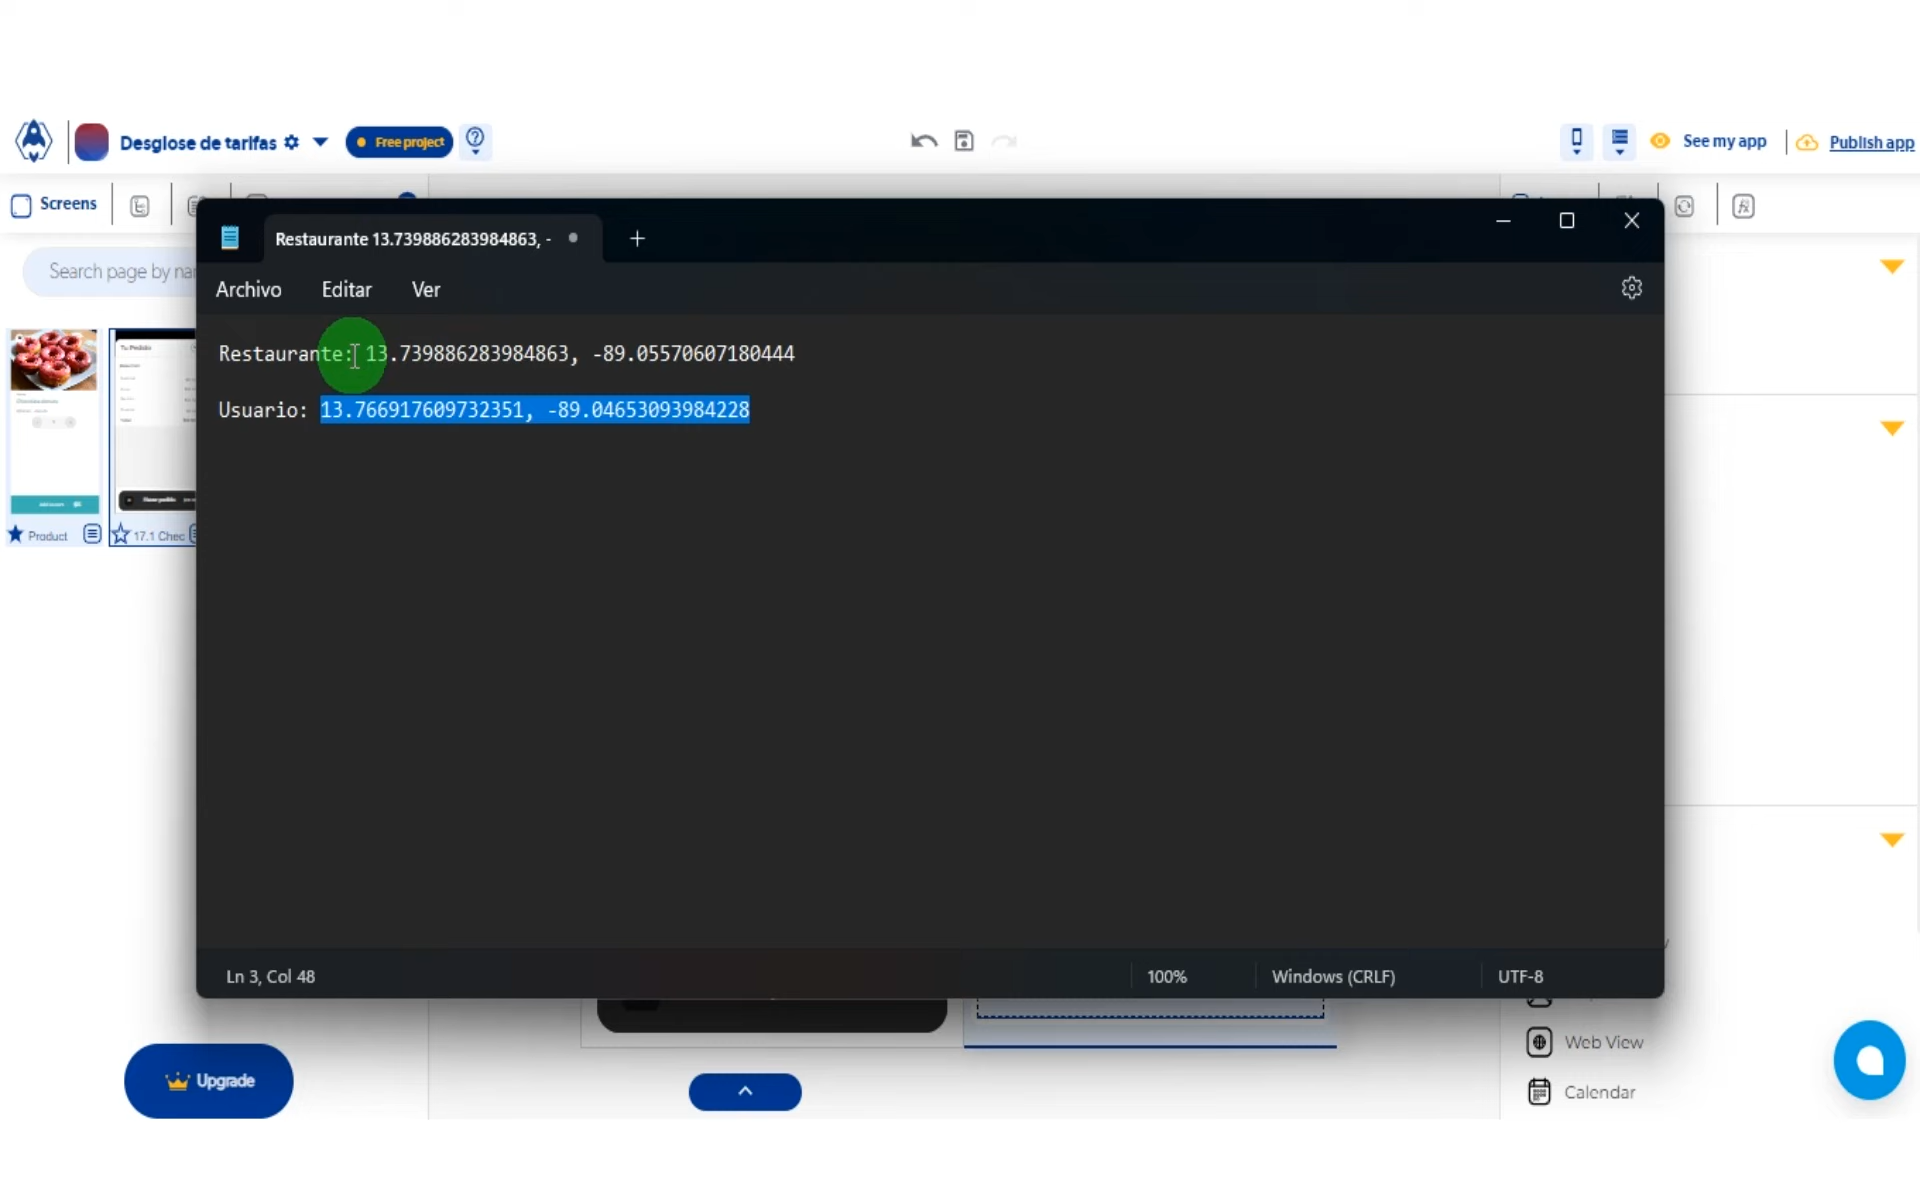 Desglose de tarifas
Free project
See my app
Publish app
Screens
Search page by na
Restaurante 13.739886283984863, -
Archivo Editar Ver
Restaurante: 13.739886283984863, -89.05570607180444
Usuario: 13.766917609732351, -89.04653093984228
Tu Pedido
Product
17.1 Chec
Ln 3, Col 48
100%
Windows (CRLF)
UTF-8
Upgrade
Web View
Calendar